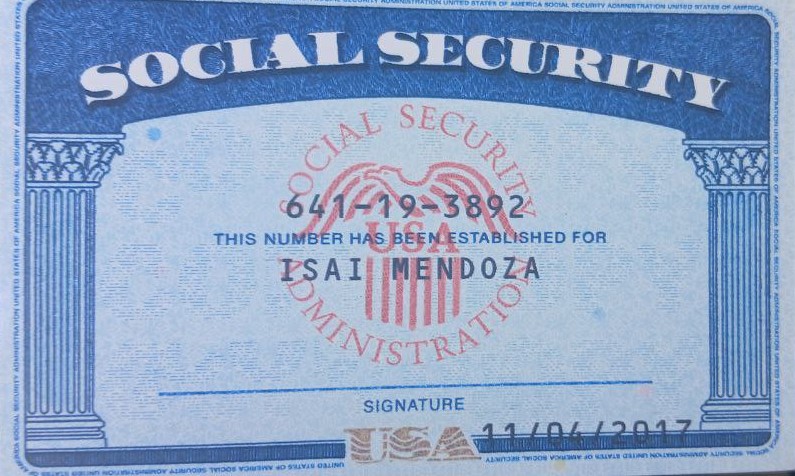 SOCIAL SECURITY
SOCIAL SECURITY
641-19-3892
USA
THIS NUMBER HAS BEEN ESTABLISHED FOR
ISAI MENDOZA
ADMINISTRATION
SIGNATURE
USA 11/04/2017